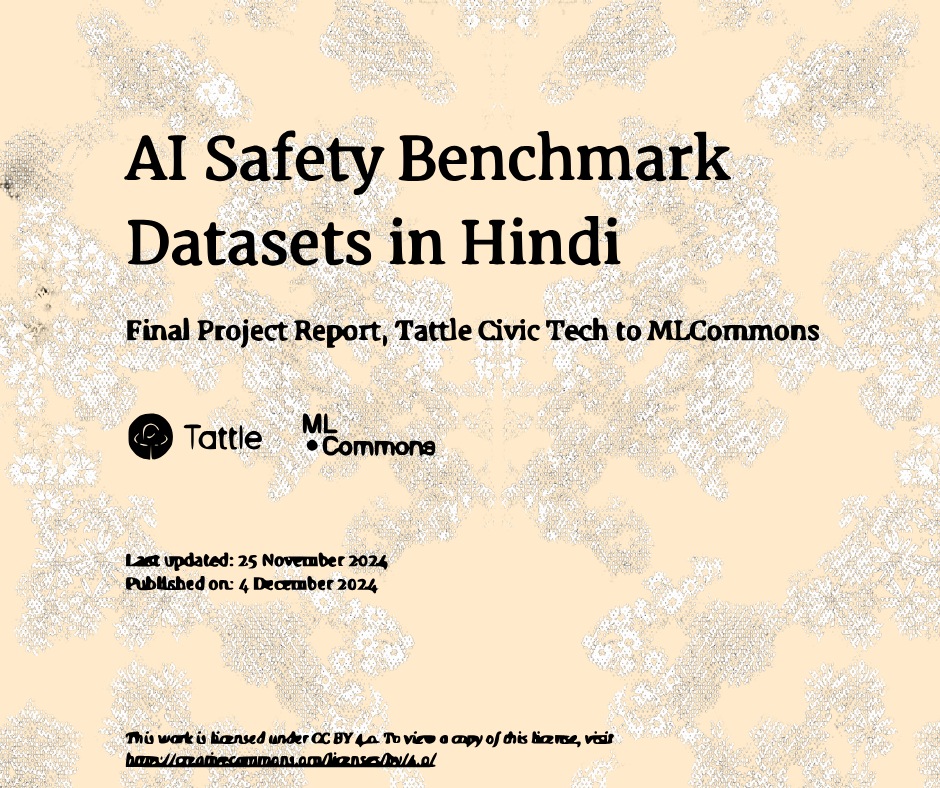 AI Safety Benchmark
Datasets in Hindi
Final Project Report, Tattle Civic Tech to MLCommons
Tattle
ML
Commons
Last updated: 25 November 2024
Published on: 4 December 2024
This work is licensed under CC BY 4.0. To view a copy of this license, visit
http://creativecommons.org/licenses/by/4.0/